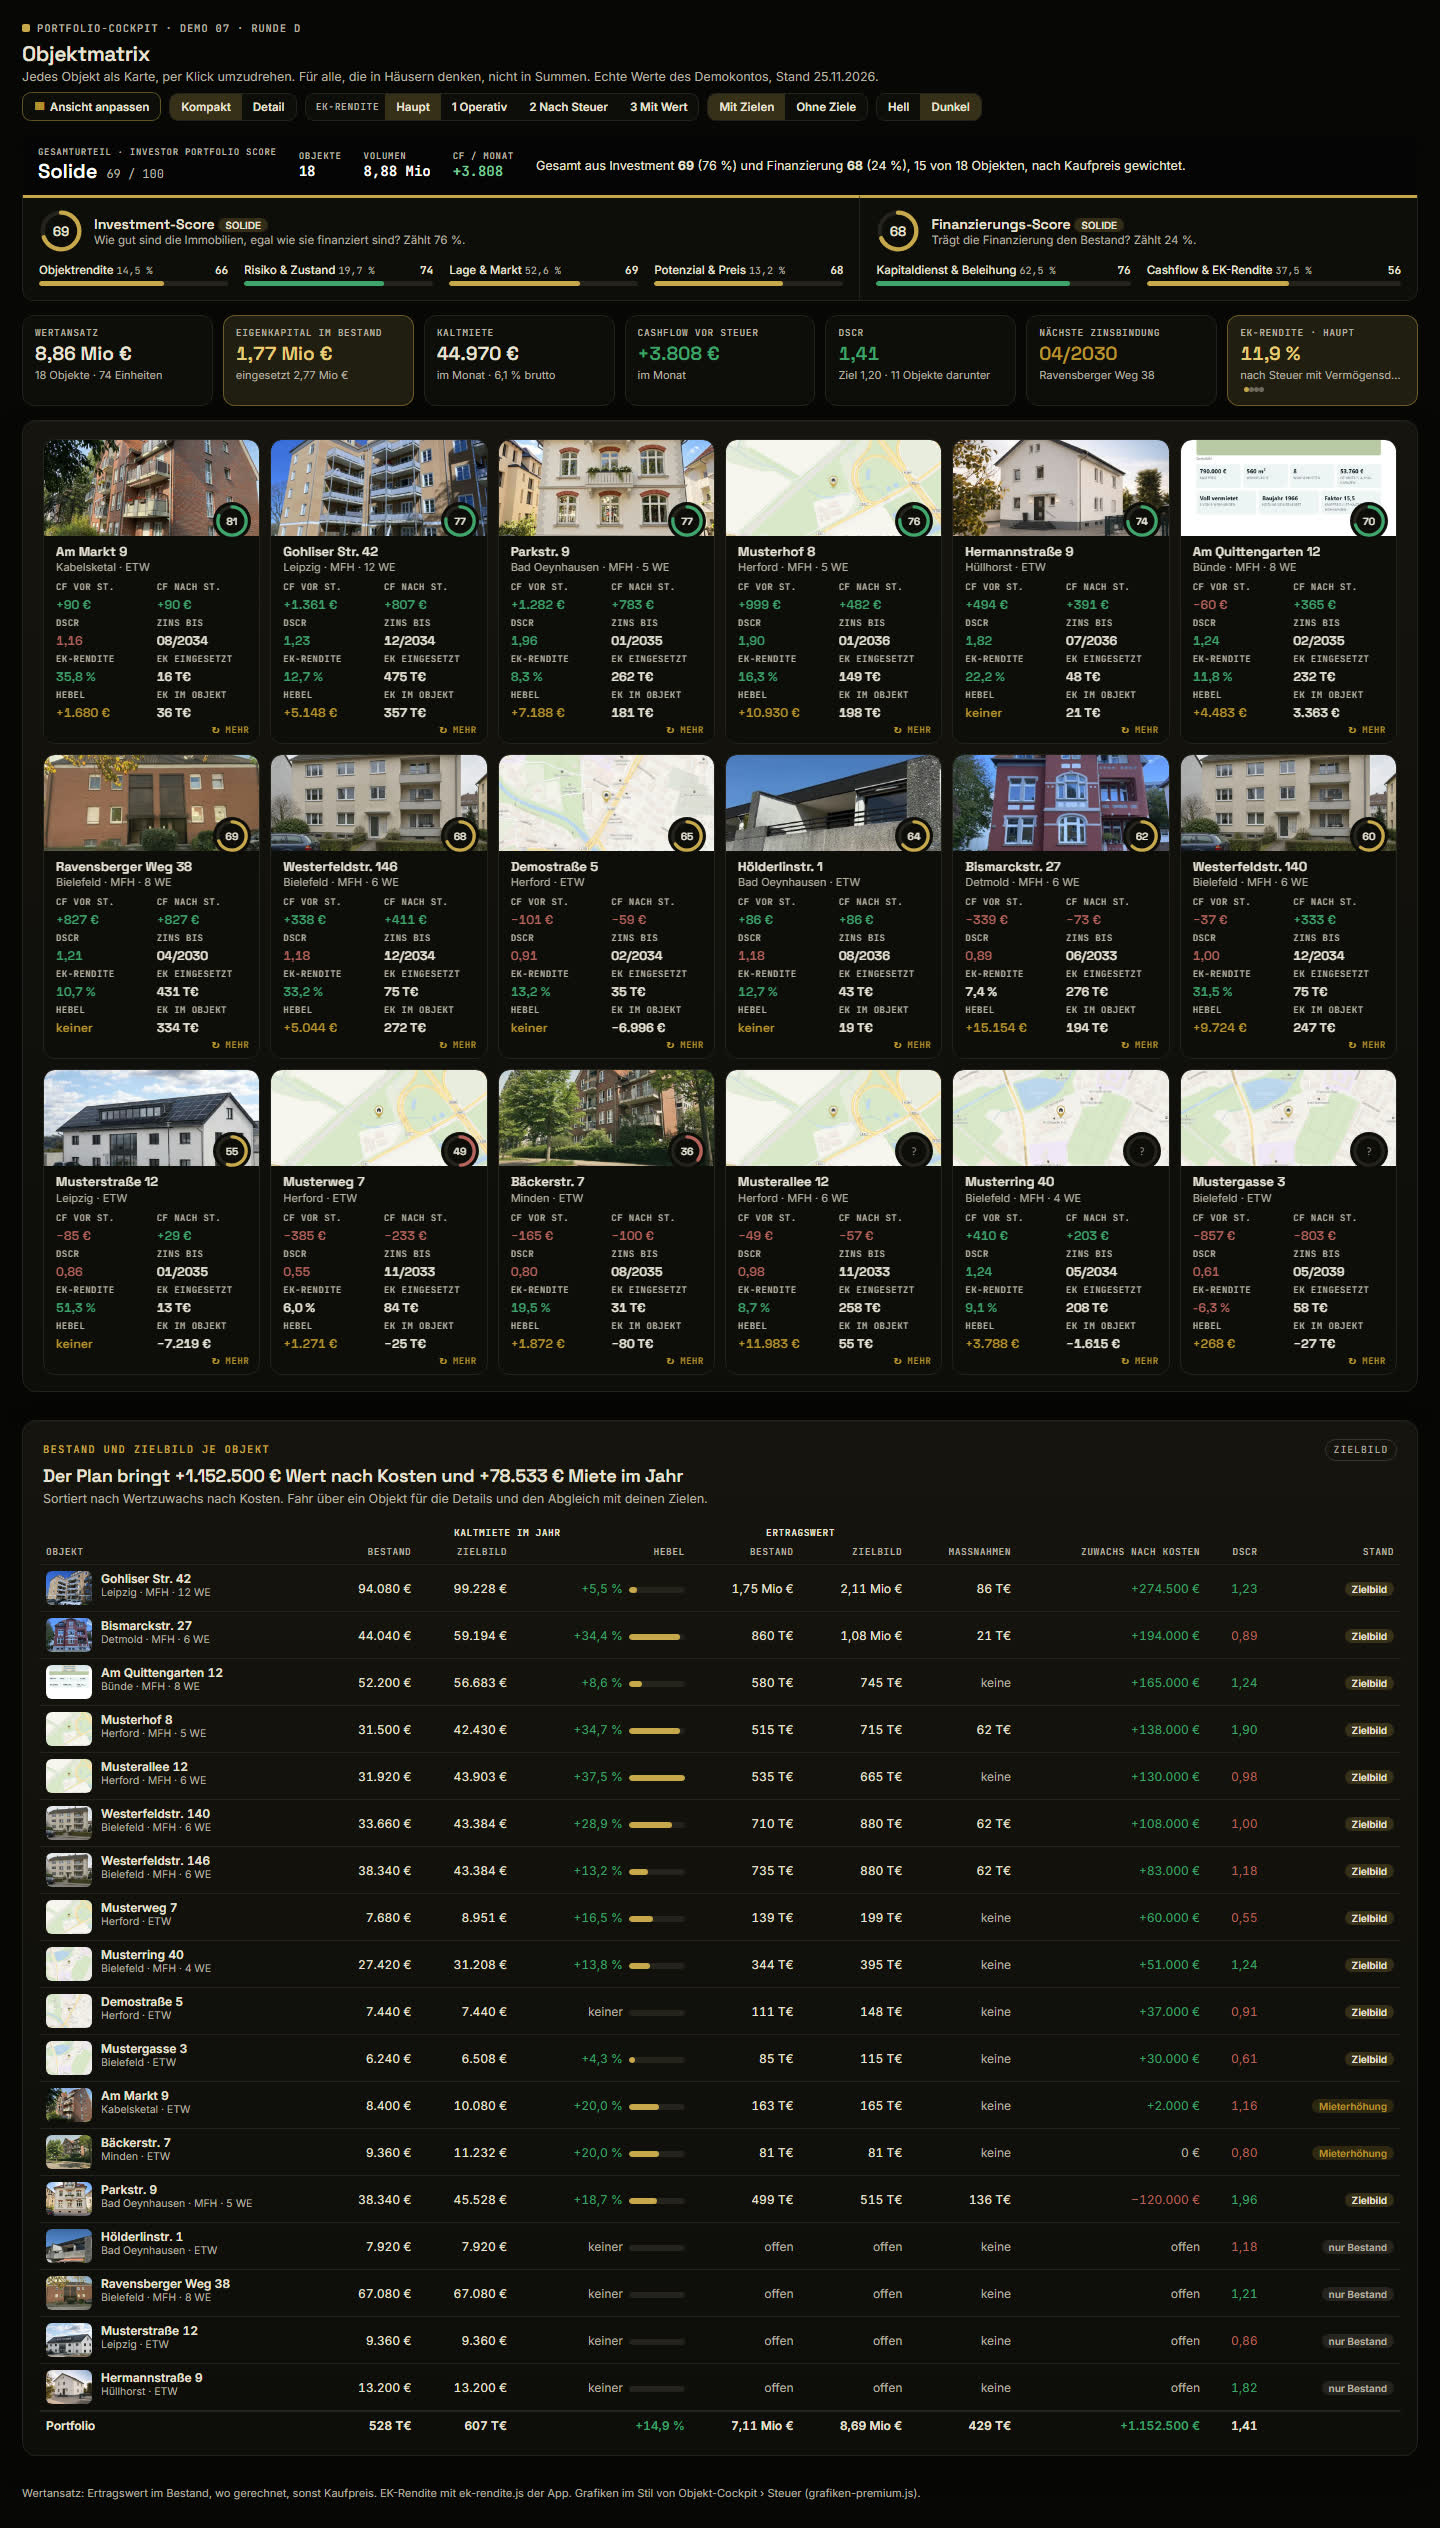 PORTFOLIO-COCKPIT · DEMO 07 · RUNDE D
Objektmatrix
Jedes Objekt als Karte, per Klick umzudrehen. Für alle, die in Häusern denken, nicht in Summen. Echte Werte des Demokontos, Stand 25.11.2026.
Ansicht anpassen Kompakt Detail EK-RENDITE Haupt 1 Operativ 2 Nach Steuer 3 Mit Wert Mit Zielen Ohne Ziele Hell Dunkel
GESAMTURTEIL · INVESTOR PORTFOLIO SCORE OBJEKTE VOLUMEN CF / MONAT
Solide 69 / 100 18 8,88 Mio +3.808 Gesamt aus Investment 69 (76 %) und Finanzierung 68 (24 %), 15 von 18 Objekten, nach Kaufpreis gewichtet.
69 Investment-Score SOLIDE
Wie gut sind die Immobilien, egal wie sie finanziert sind? Zählt 76 %.
Objektrendite 14,5 % 66 Risiko & Zustand 19,7 % 74 Lage & Markt 52,6 % 69 Potenzial & Preis 13,2 % 68
68 Finanzierungs-Score SOLIDE
Trägt die Finanzierung den Bestand? Zählt 24 %.
Kapitaldienst & Beleihung 62,5 % 76 Cashflow & EK-Rendite 37,5 % 56
WERTANSATZ EIGENKAPITAL IM BESTAND KALTMIETE CASHFLOW VOR STEUER DSCR NÄCHSTE ZINSBINDUNG EK-RENDITE · HAUPT
8,86 Mio € 1,77 Mio € 44.970 € +3.808 € 1,41 04/2030 11,9 %
18 Objekte · 74 Einheiten eingesetzt 2,77 Mio € im Monat · 6,1 % brutto im Monat Ziel 1,20 · 11 Objekte darunter Ravensberger Weg 38 nach Steuer mit Vermögensd...
790.000 € 560 m² 8 53.760 €
Voll vermietet Baujahr 1966 Faktor 15,5
81 77 77 76 74 70
Am Markt 9 Gohliser Str. 42 Parkstr. 9 Musterhof 8 Hermannstraße 9 Am Quittengarten 12
Kabelsketal · ETW Leipzig · MFH · 12 WE Bad Oeynhausen · MFH · 5 WE Herford · MFH · 5 WE Hüllhorst · ETW Bünde · MFH · 8 WE
CF VOR ST. CF NACH ST. CF VOR ST. CF NACH ST. CF VOR ST. CF NACH ST. CF VOR ST. CF NACH ST. CF VOR ST. CF NACH ST. CF VOR ST. CF NACH ST.
+90 € +90 € +1.361 € +807 € +1.282 € +783 € +999 € +482 € +494 € +391 € −60 € +365 €
DSCR ZINS BIS DSCR ZINS BIS DSCR ZINS BIS DSCR ZINS BIS DSCR ZINS BIS DSCR ZINS BIS
1,16 08/2034 1,23 12/2034 1,96 01/2035 1,90 01/2036 1,82 07/2036 1,24 02/2035
EK-RENDITE EK EINGESETZT EK-RENDITE EK EINGESETZT EK-RENDITE EK EINGESETZT EK-RENDITE EK EINGESETZT EK-RENDITE EK EINGESETZT EK-RENDITE EK EINGESETZT
35,8 % 16 T€ 12,7 % 475 T€ 8,3 % 262 T€ 16,3 % 149 T€ 22,2 % 48 T€ 11,8 % 232 T€
HEBEL EK IM OBJEKT HEBEL EK IM OBJEKT HEBEL EK IM OBJEKT HEBEL EK IM OBJEKT HEBEL EK IM OBJEKT HEBEL EK IM OBJEKT
+1.680 € 36 T€ +5.148 € 357 T€ +7.188 € 181 T€ +10.930 € 198 T€ keiner 21 T€ +4.483 € 3.363 €
↻ MEHR ↻ MEHR ↻ MEHR ↻ MEHR ↻ MEHR ↻ MEHR
69 68 65 64 62 60
Ravensberger Weg 38 Westerfeldstr. 146 Demostraße 5 Hölderlinstr. 1 Bismarckstr. 27 Westerfeldstr. 140
Bielefeld · MFH · 8 WE Bielefeld · MFH · 6 WE Herford · ETW Bad Oeynhausen · ETW Detmold · MFH · 6 WE Bielefeld · MFH · 6 WE
CF VOR ST. CF NACH ST. CF VOR ST. CF NACH ST. CF VOR ST. CF NACH ST. CF VOR ST. CF NACH ST. CF VOR ST. CF NACH ST. CF VOR ST. CF NACH ST.
+827 € +827 € +338 € +411 € −101 € −59 € +86 € +86 € −339 € −73 € −37 € +333 €
DSCR ZINS BIS DSCR ZINS BIS DSCR ZINS BIS DSCR ZINS BIS DSCR ZINS BIS DSCR ZINS BIS
1,21 04/2030 1,18 12/2034 0,91 02/2034 1,18 08/2036 0,89 06/2033 1,00 12/2034
EK-RENDITE EK EINGESETZT EK-RENDITE EK EINGESETZT EK-RENDITE EK EINGESETZT EK-RENDITE EK EINGESETZT EK-RENDITE EK EINGESETZT EK-RENDITE EK EINGESETZT
10,7 % 431 T€ 33,2 % 75 T€ 13,2 % 35 T€ 12,7 % 43 T€ 7,4 % 276 T€ 31,5 % 75 T€
HEBEL EK IM OBJEKT HEBEL EK IM OBJEKT HEBEL EK IM OBJEKT HEBEL EK IM OBJEKT HEBEL EK IM OBJEKT HEBEL EK IM OBJEKT
keiner 334 T€ +5.044 € 272 T€ keiner −6.996 € keiner 19 T€ +15.154 € 194 T€ +9.724 € 247 T€
↻ MEHR ↻ MEHR ↻ MEHR ↻ MEHR ↻ MEHR ↻ MEHR
55 49 36 ? ? ?
Musterstraße 12 Musterweg 7 Bäckerstr. 7 Musterallee 12 Musterring 40 Mustergasse 3
Leipzig · ETW Herford · ETW Minden · ETW Herford · MFH · 6 WE Bielefeld · MFH · 4 WE Bielefeld · ETW
CF VOR ST. CF NACH ST. CF VOR ST. CF NACH ST. CF VOR ST. CF NACH ST. CF VOR ST. CF NACH ST. CF VOR ST. CF NACH ST. CF VOR ST. CF NACH ST.
−85 € +29 € −385 € −233 € −165 € −100 € −49 € −57 € +410 € +203 € −857 € −803 €
DSCR ZINS BIS DSCR ZINS BIS DSCR ZINS BIS DSCR ZINS BIS DSCR ZINS BIS DSCR ZINS BIS
0,86 01/2035 0,55 11/2033 0,80 08/2035 0,98 11/2033 1,24 05/2034 0,61 05/2039
EK-RENDITE EK EINGESETZT EK-RENDITE EK EINGESETZT EK-RENDITE EK EINGESETZT EK-RENDITE EK EINGESETZT EK-RENDITE EK EINGESETZT EK-RENDITE EK EINGESETZT
51,3 % 13 T€ 6,0 % 84 T€ 19,5 % 31 T€ 8,7 % 258 T€ 9,1 % 208 T€ -6,3 % 58 T€
HEBEL EK IM OBJEKT HEBEL EK IM OBJEKT HEBEL EK IM OBJEKT HEBEL EK IM OBJEKT HEBEL EK IM OBJEKT HEBEL EK IM OBJEKT
keiner −7.219 € +1.271 € −25 T€ +1.872 € −80 T€ +11.983 € 55 T€ +3.788 € −1.615 € +268 € −27 T€
↻ MEHR ↻ MEHR ↻ MEHR ↻ MEHR ↻ MEHR ↻ MEHR
BESTAND UND ZIELBILD JE OBJEKT ZIELBILD
Der Plan bringt +1.152.500 € Wert nach Kosten und +78.533 € Miete im Jahr
Sortiert nach Wertzuwachs nach Kosten. Fahr über ein Objekt für die Details und den Abgleich mit deinen Zielen.
KALTMIETE IM JAHR ERTRAGSWERT
OBJEKT BESTAND ZIELBILD HEBEL BESTAND ZIELBILD MASSNAHMEN ZUWACHS NACH KOSTEN DSCR STAND
Gohliser Str. 42
Leipzig · MFH · 12 WE 94.080 € 99.228 € +5,5 % 1,75 Mio € 2,11 Mio € 86 T€ +274.500 € 1,23 Zielbild
Bismarckstr. 27
Detmold · MFH · 6 WE 44.040 € 59.194 € +34,4 % 860 T€ 1,08 Mio € 21 T€ +194.000 € 0,89 Zielbild
Am Quittengarten 12
Bünde · MFH · 8 WE 52.200 € 56.683 € +8,6 % 580 T€ 745 T€ keine +165.000 € 1,24 Zielbild
Musterhof 8
Herford · MFH · 5 WE 31.500 € 42.430 € +34,7 % 515 T€ 715 T€ 62 T€ +138.000 € 1,90 Zielbild
Musterallee 12
Herford · MFH · 6 WE 31.920 € 43.903 € +37,5 % 535 T€ 665 T€ keine +130.000 € 0,98 Zielbild
Westerfeldstr. 140
Bielefeld · MFH · 6 WE 33.660 € 43.384 € +28,9 % 710 T€ 880 T€ 62 T€ +108.000 € 1,00 Zielbild
Westerfeldstr. 146
Bielefeld · MFH · 6 WE 38.340 € 43.384 € +13,2 % 735 T€ 880 T€ 62 T€ +83.000 € 1,18 Zielbild
Musterweg 7
Herford · ETW 7.680 € 8.951 € +16,5 % 139 T€ 199 T€ keine +60.000 € 0,55 Zielbild
Musterring 40
Bielefeld · MFH · 4 WE 27.420 € 31.208 € +13,8 % 344 T€ 395 T€ keine +51.000 € 1,24 Zielbild
Demostraße 5
Herford · ETW 7.440 € 7.440 € keiner 111 T€ 148 T€ keine +37.000 € 0,91 Zielbild
Mustergasse 3
Bielefeld · ETW 6.240 € 6.508 € +4,3 % 85 T€ 115 T€ keine +30.000 € 0,61 Zielbild
Am Markt 9
Kabelsketal · ETW 8.400 € 10.080 € +20,0 % 163 T€ 165 T€ keine +2.000 € 1,16 Mieterhöhung
Bäckerstr. 7
Minden · ETW 9.360 € 11.232 € +20,0 % 81 T€ 81 T€ keine 0 € 0,80 Mieterhöhung
Parkstr. 9
Bad Oeynhausen · MFH · 5 WE 38.340 € 45.528 € +18,7 % 499 T€ 515 T€ 136 T€ −120.000 € 1,96 Zielbild
Hölderlinstr. 1
Bad Oeynhausen · ETW 7.920 € 7.920 € keiner offen offen keine offen 1,18 nur Bestand
Ravensberger Weg 38
Bielefeld · MFH · 8 WE 67.080 € 67.080 € keiner offen offen keine offen 1,21 nur Bestand
Musterstraße 12
Leipzig · ETW 9.360 € 9.360 € keiner offen offen keine offen 0,86 nur Bestand
Hermannstraße 9
Hüllhorst · ETW 13.200 € 13.200 € keiner offen offen keine offen 1,82 nur Bestand
Portfolio 528 T€ 607 T€ +14,9 % 7,11 Mio € 8,69 Mio € 429 T€ +1.152.500 € 1,41
Wertansatz: Ertragswert im Bestand, wo gerechnet, sonst Kaufpreis. EK-Rendite mit ek-rendite.js der App. Grafiken im Stil von Objekt-Cockpit › Steuer (grafiken-premium.js).